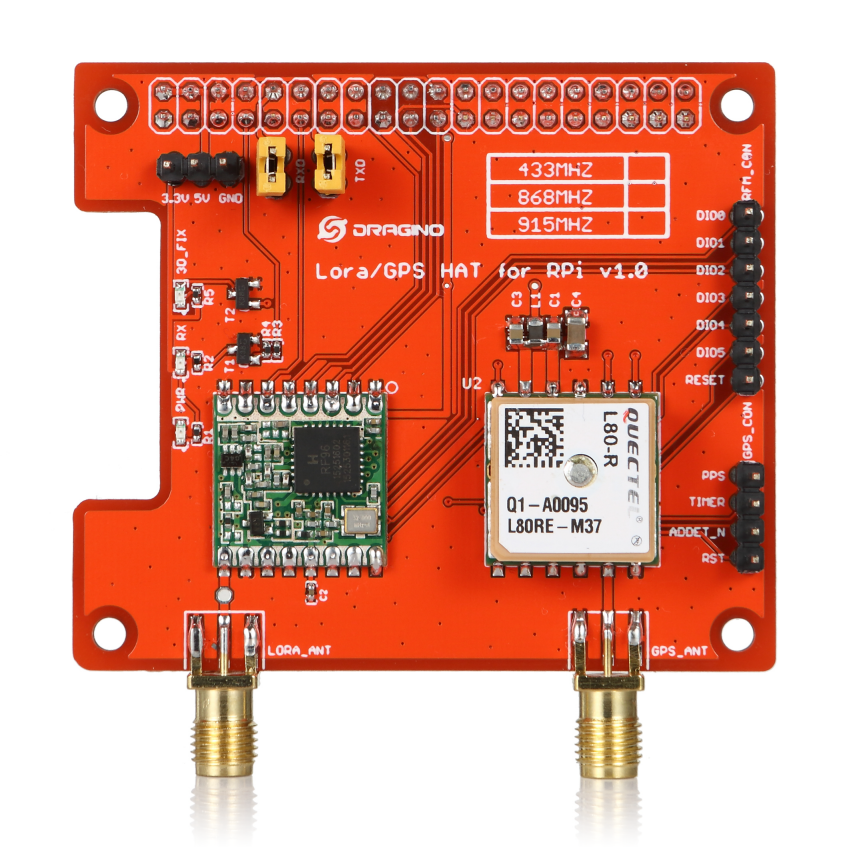 RXD
TXD
3.3V 5V GND
433MHZ
868MHZ
915MHZ
DRAGINO
Lora/GPS HAT for RPi v1.0
RFM_CON
DIO0
DIO1
DIO2
DIO3
DIO4
DIO5
RESET
3D_FIX
R5
T2
RX
R2
T1
R4
R3
PWR
R1
C3
L1
C1
C4
U2
RF96
QUECTEL
L80-R
Q1-A0095
L80RE-M37
GPS_CON
PPS
TIMER
ADDET_N
RST
C2
LORA_ANT
GPS_ANT